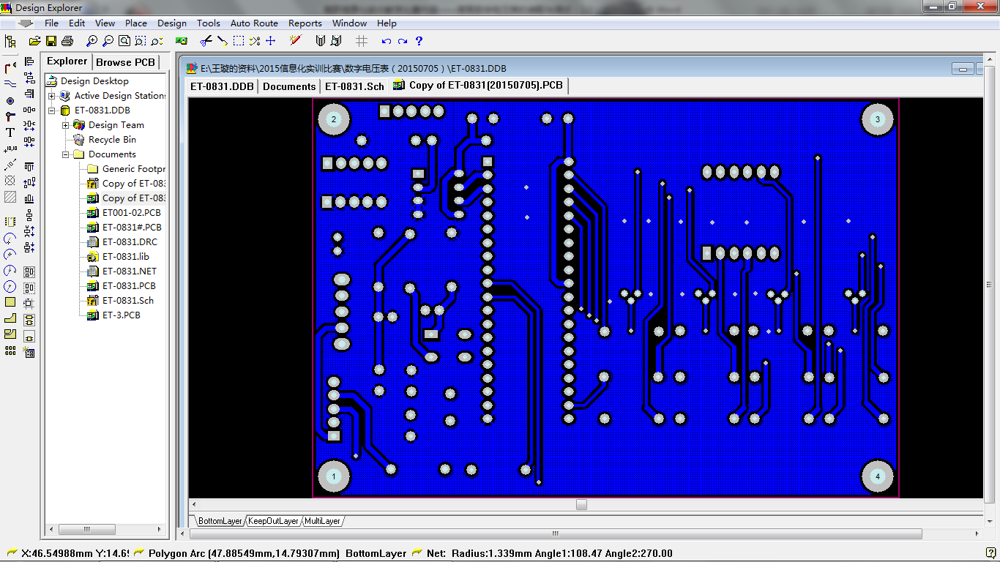 Design Explorer
File Edit View Place Design Tools Auto Route Reports Window Help
Explorer Browse PCB
Design Desktop
Active Design Stations
ET-0831.DDB
Design Team
Recycle Bin
Documents
Generic Footpr
Copy of ET-083
Copy of ET-083
ET001-02.PCB
ET-0831#.PCB
ET-0831.DRC
ET-0831.lib
ET-0831.NET
ET-0831.PCB
ET-0831.Sch
ET-3.PCB
E:\王璇的资料\2015信息化实训比赛\数字电压表（20150705）\ET-0831.DDB
ET-0831.DDB Documents ET-0831.Sch Copy of ET-0831(20150705).PCB
2
3
1
4
BottomLayer KeepOutLayer MultiLayer
X:46.54988mm Y:14.69 Polygon Arc (47.88549mm,14.79307mm) BottomLayer Net: Radius:1.339mm Angle1:108.47 Angle2:270.00